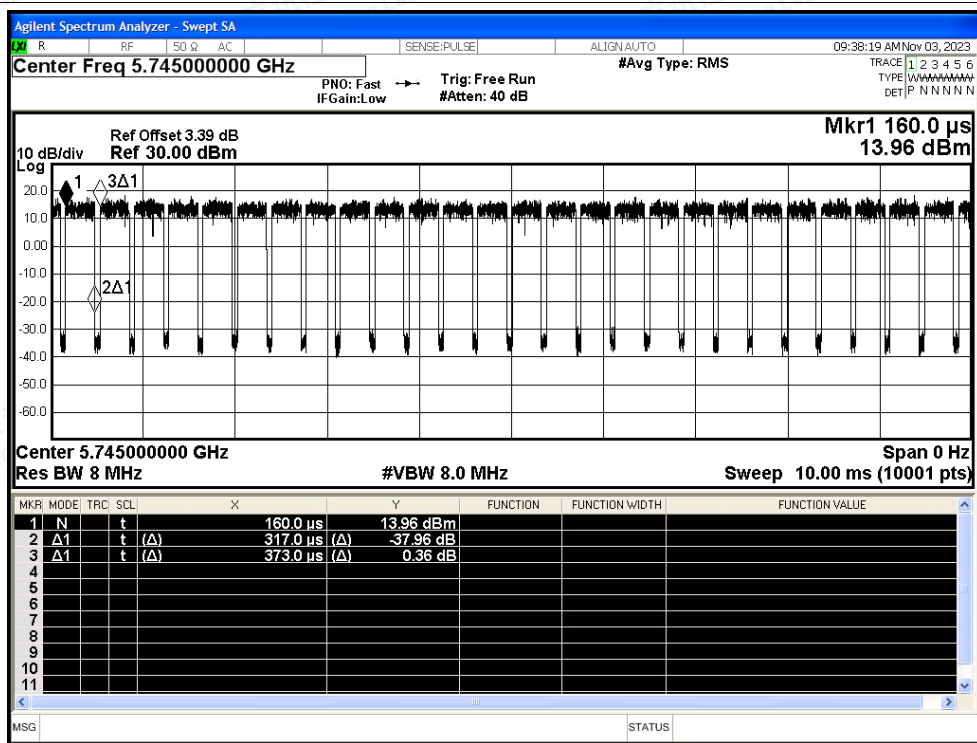 Agilent Spectrum Analyzer - Swept SA
LXI R RF 50 Ω AC SENSE:PULSE ALIGN AUTO 09:38:19 AM Nov 03, 2023
Center Freq 5.745000000 GHz #Avg Type: RMS TRACE 1 2 3 4 5 6
PNO: Fast Trig: Free Run TYPE WWWWWW
IFGain:Low #Atten: 40 dB DET P N N N N N
Ref Offset 3.39 dB Mkr1 160.0 µs
10 dB/div Ref 30.00 dBm 13.96 dBm
Log
1 3Δ1
20.0
10.0
0.00
-10.0
2Δ1
-20.0
-30.0
-40.0
-50.0
-60.0
Center 5.745000000 GHz Span 0 Hz
Res BW 8 MHz #VBW 8.0 MHz Sweep 10.00 ms (10001 pts)
MKR MODE TRC SCL X Y FUNCTION FUNCTION WIDTH FUNCTION VALUE
1 N t 160.0 µs 13.96 dBm
2 Δ1 t (Δ) 317.0 µs (Δ) -37.96 dB
3 Δ1 t (Δ) 373.0 µs (Δ) 0.36 dB
4
5
6
7
8
9
10
11
MSG STATUS